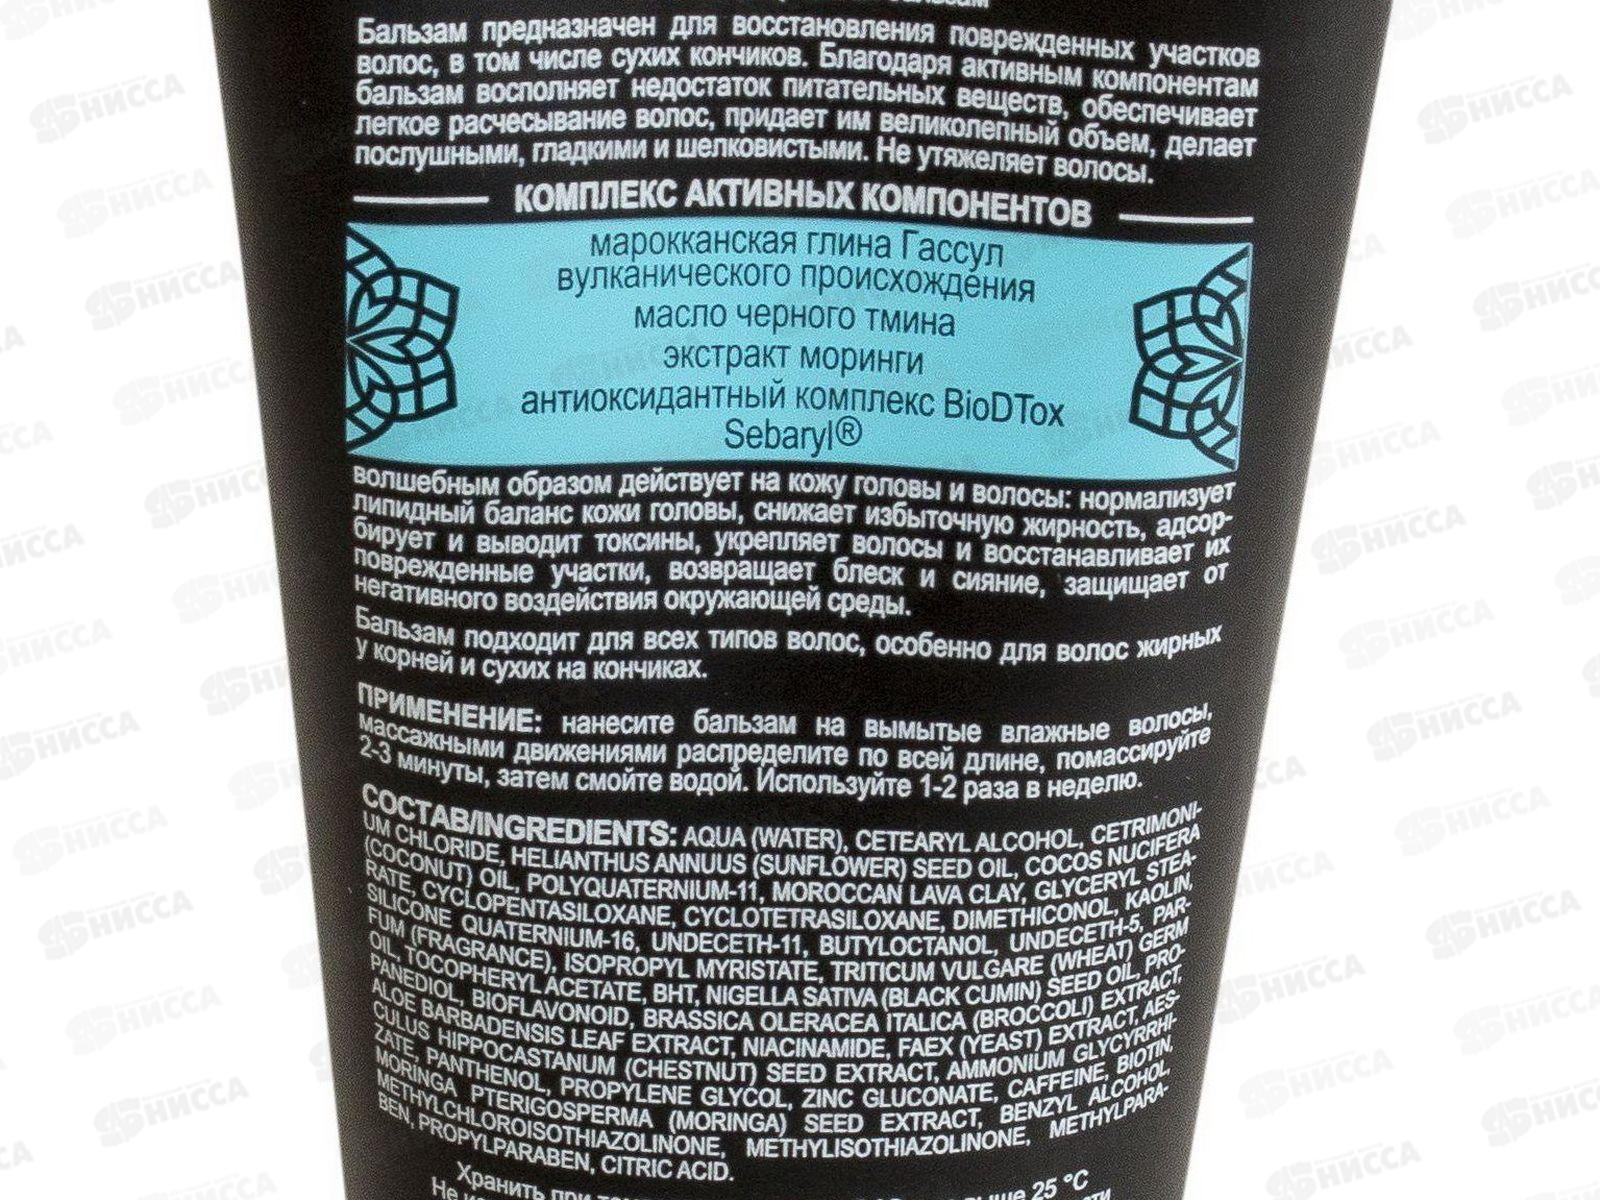 бальзам
Бальзам предназначен для восстановления поврежденных участков
волос, в том числе сухих кончиков. Благодаря активным компонентам
бальзам восполняет недостаток питательных веществ, обеспечивает
легкое расчесывание волос, придает им великолепный объем, делает
послушными, гладкими и шелковистыми. Не утяжеляет волосы.
КОМПЛЕКС АКТИВНЫХ КОМПОНЕНТОВ
марокканская глина Гассул
вулканического происхождения
масло черного тмина
экстракт моринги
антиоксидантный комплекс BioDTox
Sebaryl®
волшебным образом действует на кожу головы и волосы: нормализует
липидный баланс кожи головы, снижает избыточную жирность, адсор-
бирует и выводит токсины, укрепляет волосы и восстанавливает их
поврежденные участки, возвращает блеск и сияние, защищает от
негативного воздействия окружающей среды.
Бальзам подходит для всех типов волос, особенно для волос жирных
у корней и сухих на кончиках.
ПРИМЕНЕНИЕ: нанесите бальзам на вымытые влажные волосы,
массажными движениями распределите по всей длине, помассируйте
2-3 минуты, затем смойте водой. Используйте 1-2 раза в неделю.
СОСТАВ/INGREDIENTS: AQUA (WATER), CETEARYL ALCOHOL, CETRIMONI-
UM CHLORIDE, HELIANTHUS ANNUUS (SUNFLOWER) SEED OIL, COCOS NUCIFERA
(COCONUT) OIL, POLYQUATERNIUM-11, MOROCCAN LAVA CLAY, GLYCERYL STEA-
RATE, CYCLOPENTASILOXANE, CYCLOTETRASILOXANE, DIMETHICONOL, KAOLIN,
SILICONE QUATERNIUM-16, UNDECETH-11, BUTYLOCTANOL, UNDECETH-5, PAR-
FUM (FRAGRANCE), ISOPROPYL MYRISTATE, TRITICUM VULGARE (WHEAT) GERM
OIL, TOCOPHERYL ACETATE, BHT, NIGELLA SATIVA (BLACK CUMIN) SEED OIL, PRO-
PANEDIOL, BIOFLAVONOID, BRASSICA OLERACEA ITALICA (BROCCOLI) EXTRACT,
ALOE BARBADENSIS LEAF EXTRACT, NIACINAMIDE, FAEX (YEAST) EXTRACT, AES-
CULUS HIPPOCASTANUM (CHESTNUT) SEED EXTRACT, AMMONIUM GLYCYRRHI-
ZATE, PANTHENOL, PROPYLENE GLYCOL, ZINC GLUCONATE, CAFFEINE, BIOTIN,
MORINGA PTERIGOSPERMA (MORINGA) SEED EXTRACT, BENZYL ALCOHOL,
METHYLCHLOROISOTHIAZOLINONE, METHYLISOTHIAZOLINONE, METHYLPARA-
BEN, PROPYLPARABEN, CITRIC ACID.
Хранить при 25 °C
Не
НИССА